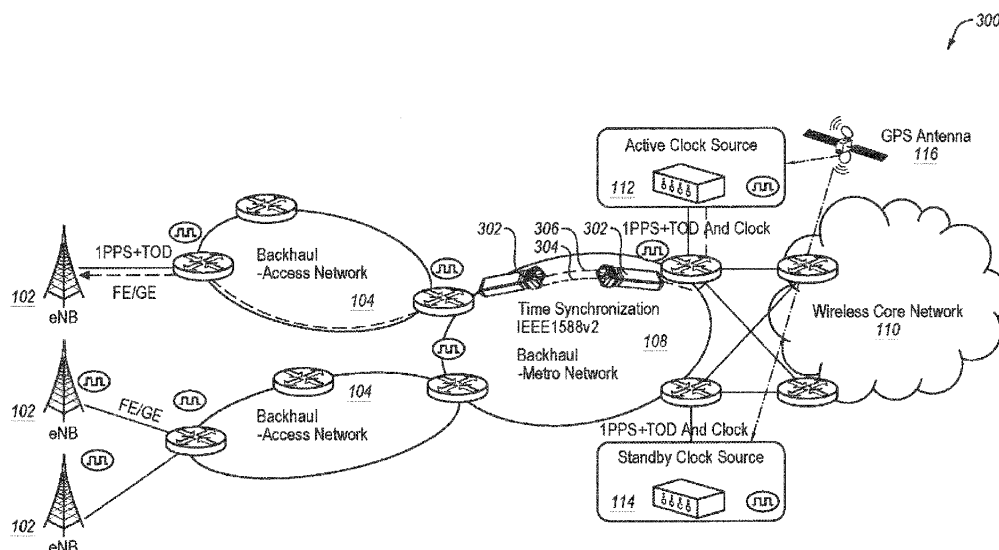 300
Active Clock Source
112
GPS Antenna
116
302
306
302
304
1PPS+TOD And Clock
1PPS+TOD
FE/GE
102
eNB
Backhaul
-Access Network
104
Time Synchronization
IEEE1588v2
108
Backhaul
-Metro Network
Wireless Core Network
110
102
eNB
FE/GE
Backhaul
-Access Network
104
1PPS+TOD And Clock
Standby Clock Source
114
102
eNB